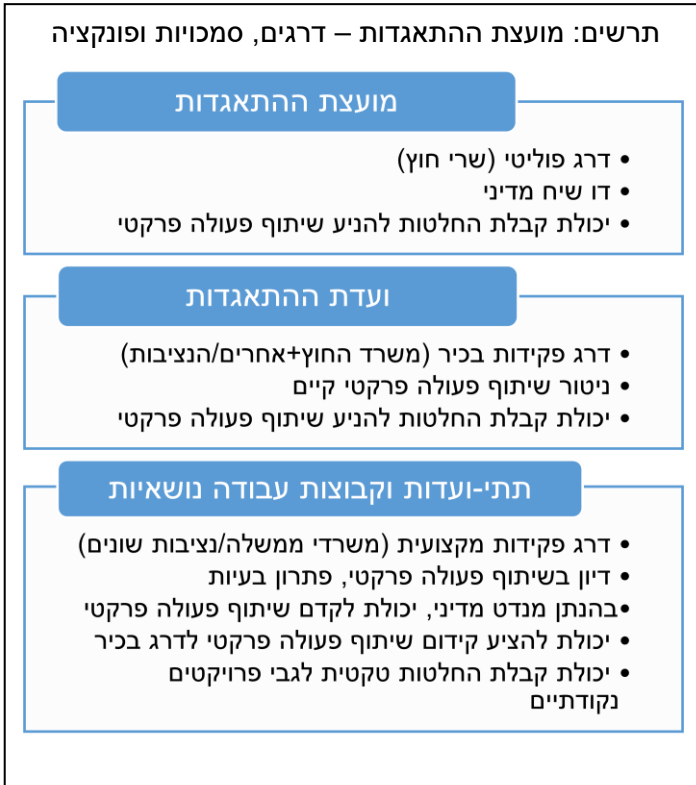 תרשים: מועצת ההתאגדות – דרגים, סמכויות ופונקציה
מועצת ההתאגדות
• דרג פוליטי (שרי חוץ)
• דו שיח מדיני
• יכולת קבלת החלטות להניע שיתוף פעולה פרקטי
ועדת ההתאגדות
• דרג פקידות בכיר (משרד החוץ+אחרים/הנציבות)
• ניטור שיתוף פעולה פרקטי קיים
• יכולת קבלת החלטות להניע שיתוף פעולה פרקטי
תתי-ועדות וקבוצות עבודה נושאיות
• דרג פקידות מקצועית (משרדי ממשלה/נציבות שונים)
• דיון בשיתוף פעולה פרקטי, פתרון בעיות
•בהנתן מנדט מדיני, יכולת לקדם שיתוף פעולה פרקטי
• יכולת להציע קידום שיתוף פעולה פרקטי לדרג בכיר
• יכולת קבלת החלטות טקטית לגבי פרויקטים
נקודתיים